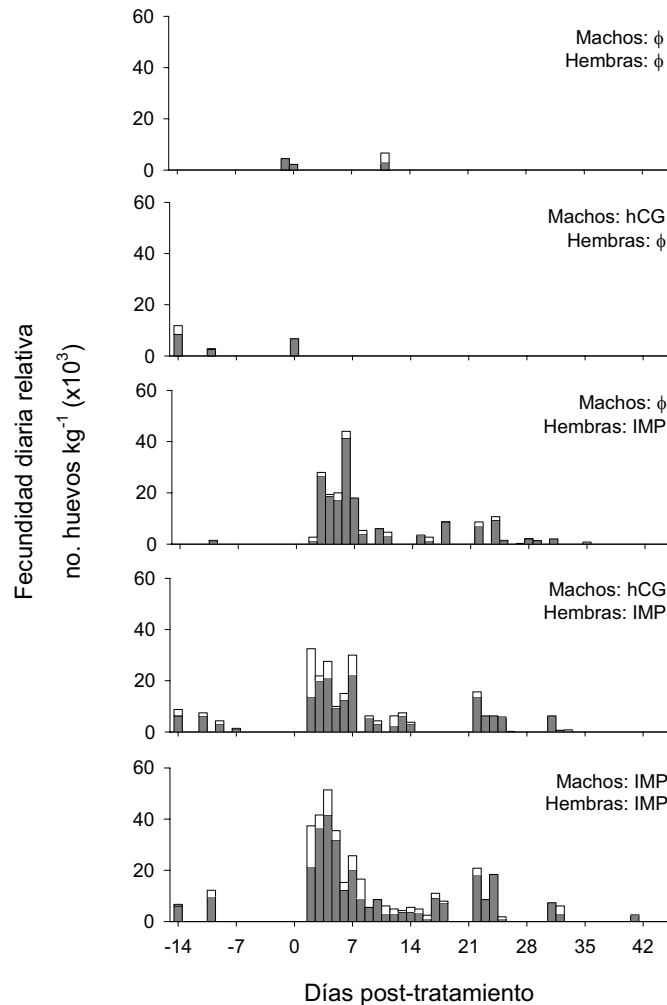 60
40
20
0
Machos: ϕ
Hembras: ϕ
60
40
20
0
Machos: hCG
Hembras: ϕ
60
40
20
0
Machos: ϕ
Hembras: IMP
60
40
20
0
Machos: hCG
Hembras: IMP
60
40
20
0
Machos: IMP
Hembras: IMP
-14 -7 0 7 14 21 28 35 42
Días post-tratamiento
Fecundidad diaria relativa
no. huevos kg⁻¹ (x10³)